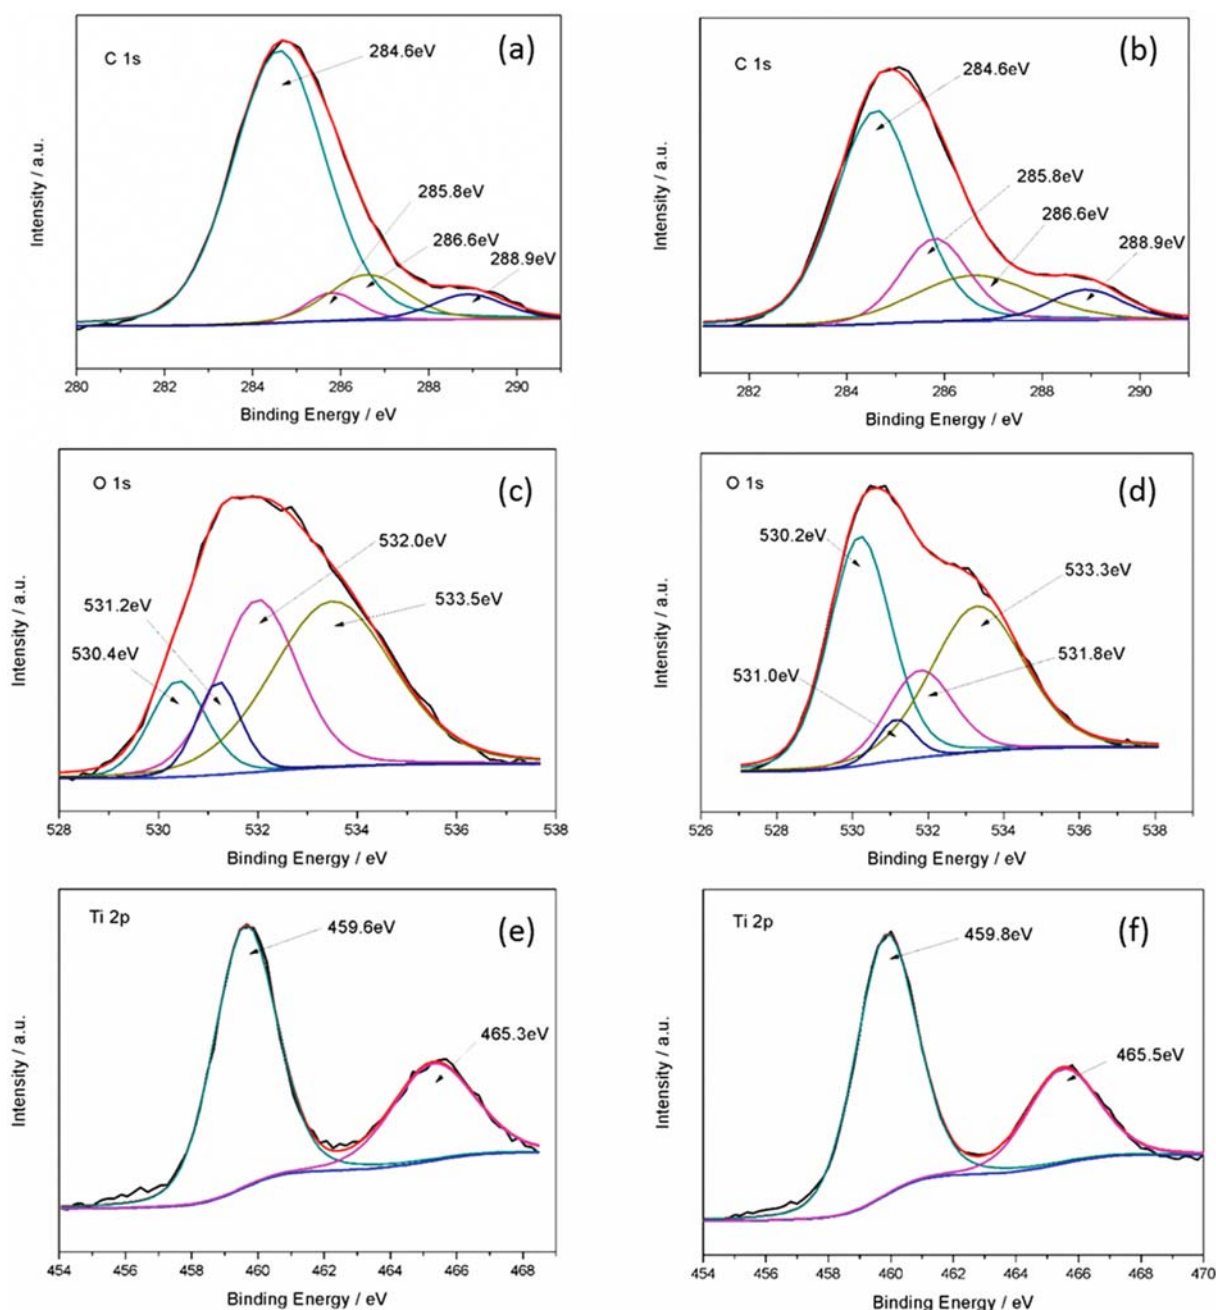 C 1s
(a)
284.6eV
285.8eV
286.6eV
288.9eV
Intensity / a.u.
280 282 284 286 288 290
Binding Energy / eV
C 1s
(b)
284.6eV
285.8eV
286.6eV
288.9eV
Intensity / a.u.
282 284 286 288 290
Binding Energy / eV
O 1s
(c)
532.0eV
531.2eV
533.5eV
530.4eV
Intensity / a.u.
528 530 532 534 536 538
Binding Energy / eV
O 1s
(d)
530.2eV
533.3eV
531.8eV
531.0eV
Intensity / a.u.
526 528 530 532 534 536 538
Binding Energy / eV
Ti 2p
(e)
459.6eV
465.3eV
Intensity / a.u.
454 456 458 460 462 464 466 468
Binding Energy / eV
Ti 2p
(f)
459.8eV
465.5eV
Intensity / a.u.
454 456 458 460 462 464 466 468 470
Binding Energy / eV